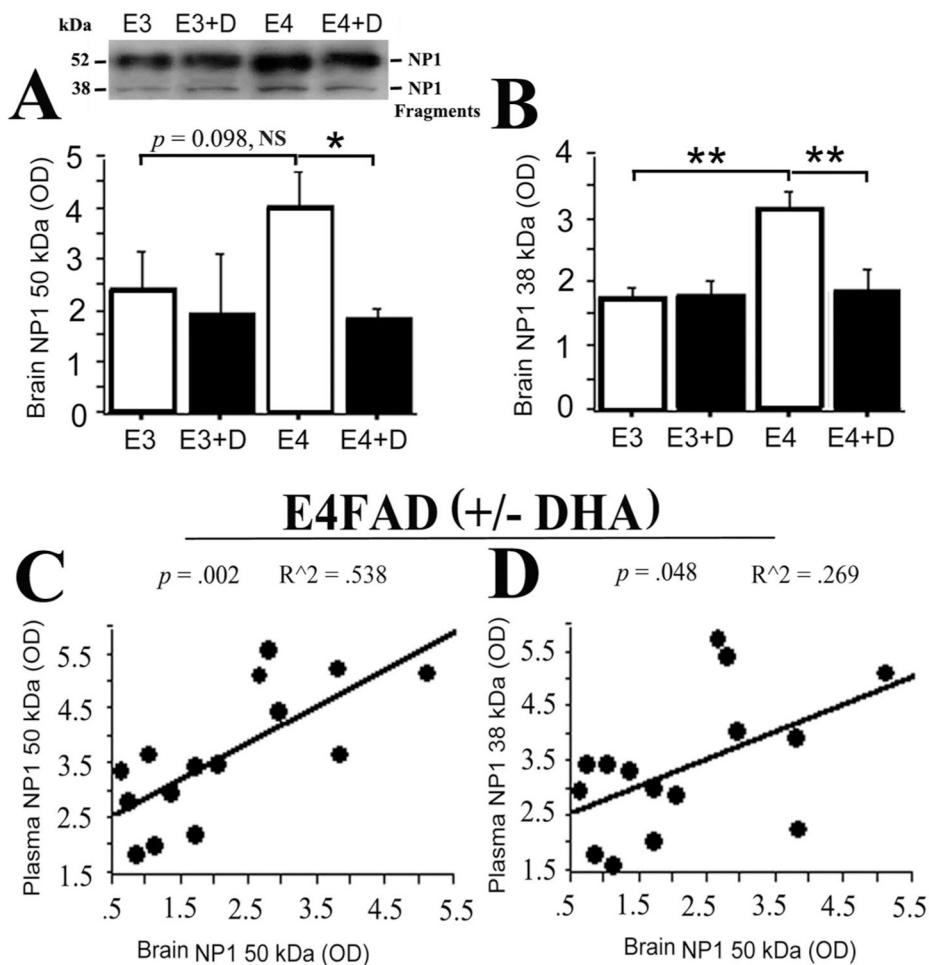 kDa E3 E3+D E4 E4+D
52 NP1
38 NP1
Fragments
A
p = 0.098, NS *
Brain NP1 50 kDa (OD)
5
4
3
2
1
0
E3 E3+D E4 E4+D
B
** **
Brain NP1 38 kDa (OD)
4
3
2
1
0
E3 E3+D E4 E4+D
E4FAD (+/- DHA)
C
p = .002 R^2 = .538
Plasma NP1 50 kDa (OD)
5.5
4.5
3.5
2.5
1.5
.5 1.5 2.5 3.5 4.5 5.5
Brain NP1 50 kDa (OD)
D
p = .048 R^2 = .269
Plasma NP1 38 kDa (OD)
5.5
4.5
3.5
2.5
1.5
.5 1.5 2.5 3.5 4.5 5.5
Brain NP1 50 kDa (OD)